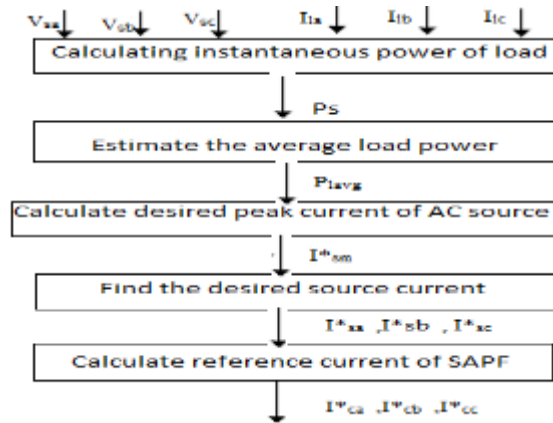 Vsa Vsb Vsc Ila Ilb Ilc
Calculating instantaneous power of load
Ps
Estimate the average load power
Plavg
Calculate desired peak current of AC source
I*sm
Find the desired source current
I*sa ,I*sb ,I*sc
Calculate reference current of SAPF
I*ca ,I*cb ,I*cc